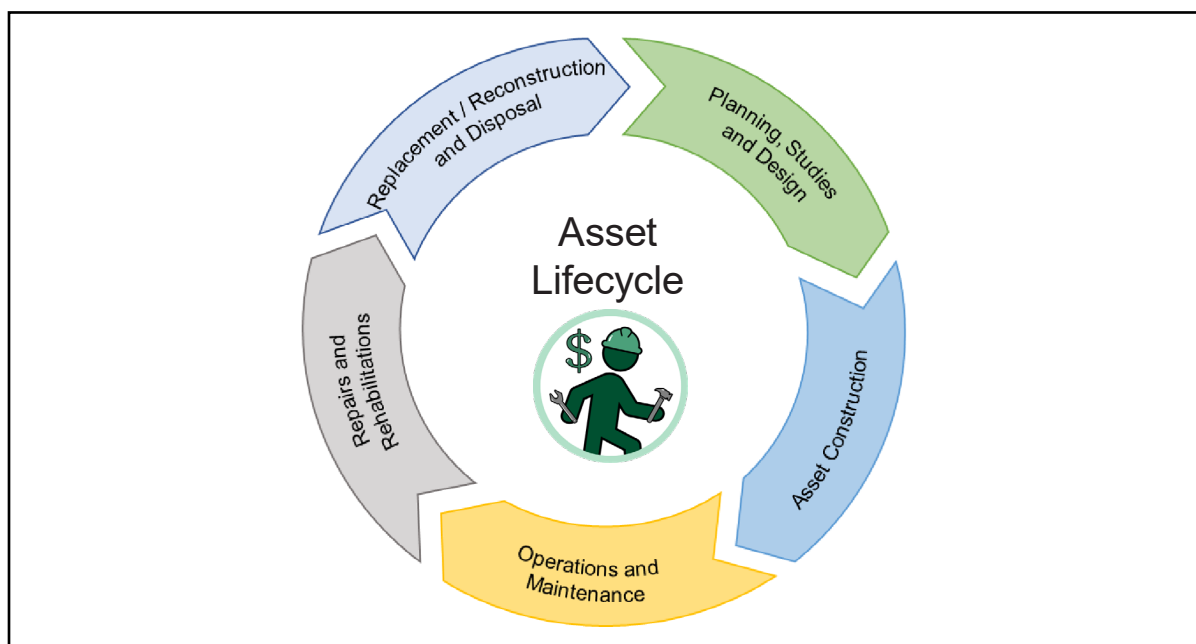 Asset
Lifecycle
$
Planning, Studies
and Design
Asset Construction
Operations and
Maintenance
Repairs and
Rehabilitations
Replacement / Reconstruction
and Disposal